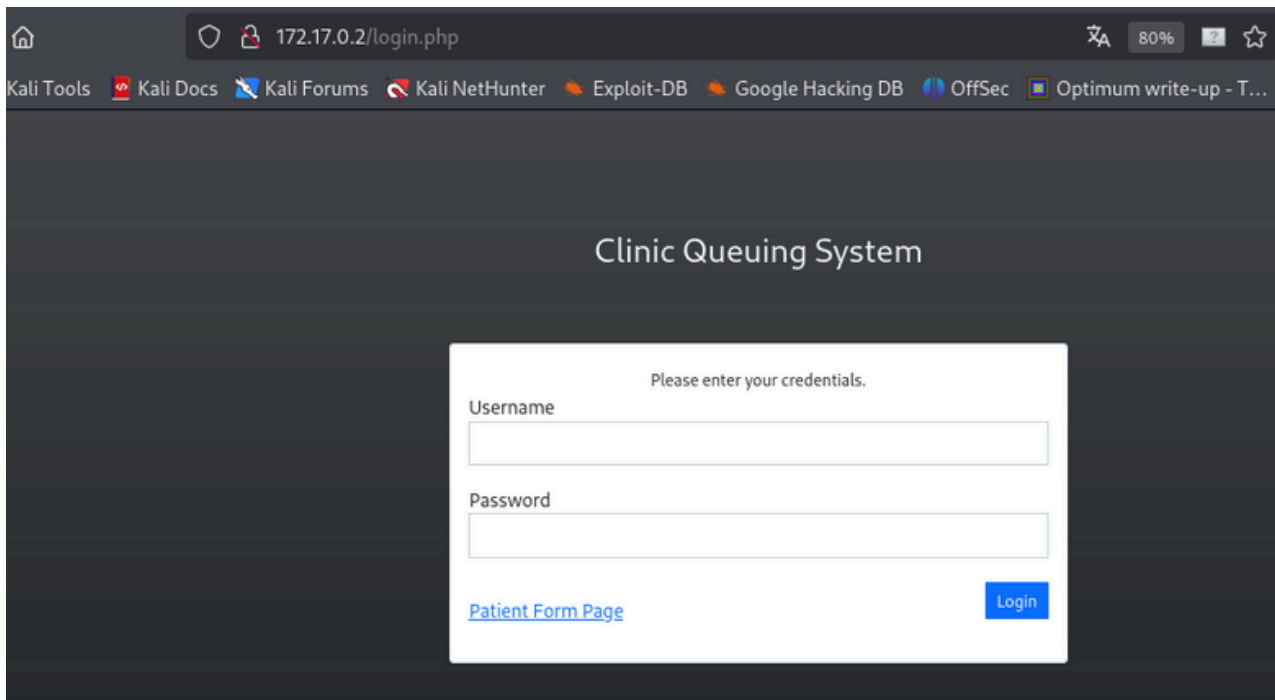 172.17.0.2/login.php 80%
Kali Tools Kali Docs Kali Forums Kali NetHunter Exploit-DB Google Hacking DB OffSec Optimum write-up - T...
Clinic Queuing System
Please enter your credentials.
Username
Password
Patient Form Page Login